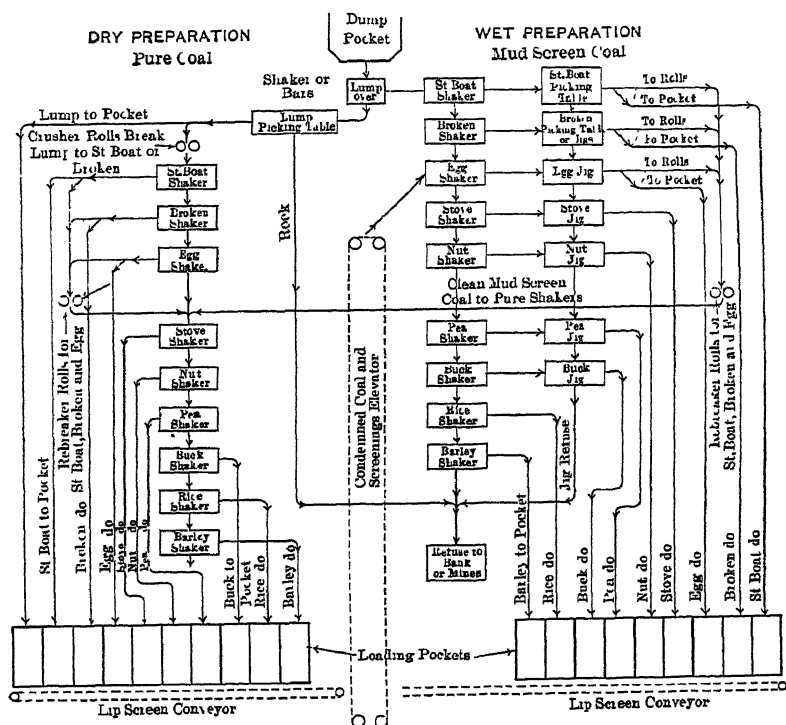 DRY PREPARATION
Pure Coal
Dump
Pocket
WET PREPARATION
Mud Screen Coal
Shaker or
Bars
Lump
over
St Boat
Shaker
St. Boat
Picking
Table
To Rolls
To Pocket
Lump to Pocket
Lump
Picking Table
Broken
Shaker
Broken
Picking Table
or Jigs
To Rolls
To Pocket
Crusher Rolls Break
Lump to St Boat or
Broken
St. Boat
Shaker
Egg
Shaker
Egg Jig
To Rolls
To Pocket
Broken
Shaker
Stove
Shaker
Stove
Jig
Rock
Egg
Shaker
Nut
Shaker
Nut
Jig
Clean Mud Screen
Coal to Pure Shakers
Stove
Shaker
Pea
Shaker
Pea
Jig
Nut
Shaker
Buck
Shaker
Buck
Jig
Pea
Shaker
Rice
Shaker
Buck
Shaker
Barley
Shaker
Rice
Shaker
Barley
Shaker
Refuse to
Bank
or Mines
Jig Refuse
Condemned Coal and
Screenings Elevator
Rebreaker Rolls for
St Boat, Broken and Egg
Rebreaker Rolls for
St. Boat, Broken and Egg
St Boat to Pocket
Broken do
Egg do
Stove do
Nut do
Pea do
Buck to
Pocket
Rice do
Barley do
Barley to Pocket
Rice do
Buck do
Pea do
Nut do
Stove do
Egg do
Broken do
St Boat do
Loading Pockets
Lip Screen Conveyor
Lip Screen Conveyor